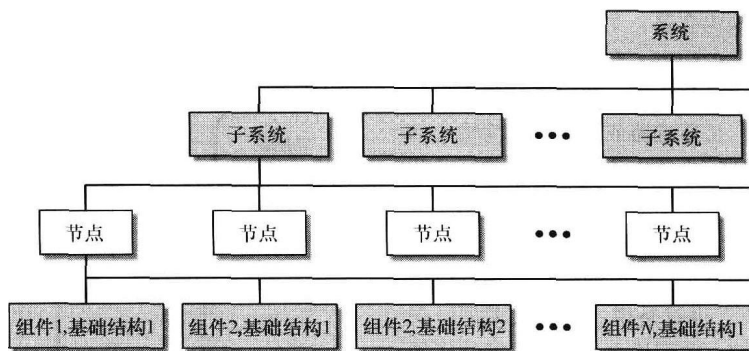 系统
子系统
子系统
•••
子系统
节点
节点
节点
•••
节点
组件1,基础结构1
组件2,基础结构1
组件2,基础结构2
•••
组件N,基础结构1